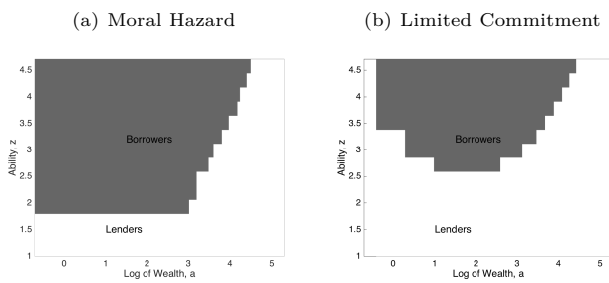 (a) Moral Hazard
(b) Limited Commitment
4.5
4
3.5
3
2.5
2
1.5
1
Ability, z
Borrowers
Lenders
0 1 2 3 4 5
Log of Wealth, a
4.5
4
3.5
3
2.5
2
1.5
1
Ability, z
Borrowers
Lenders
0 1 2 3 4 5
Log of Wealth, a